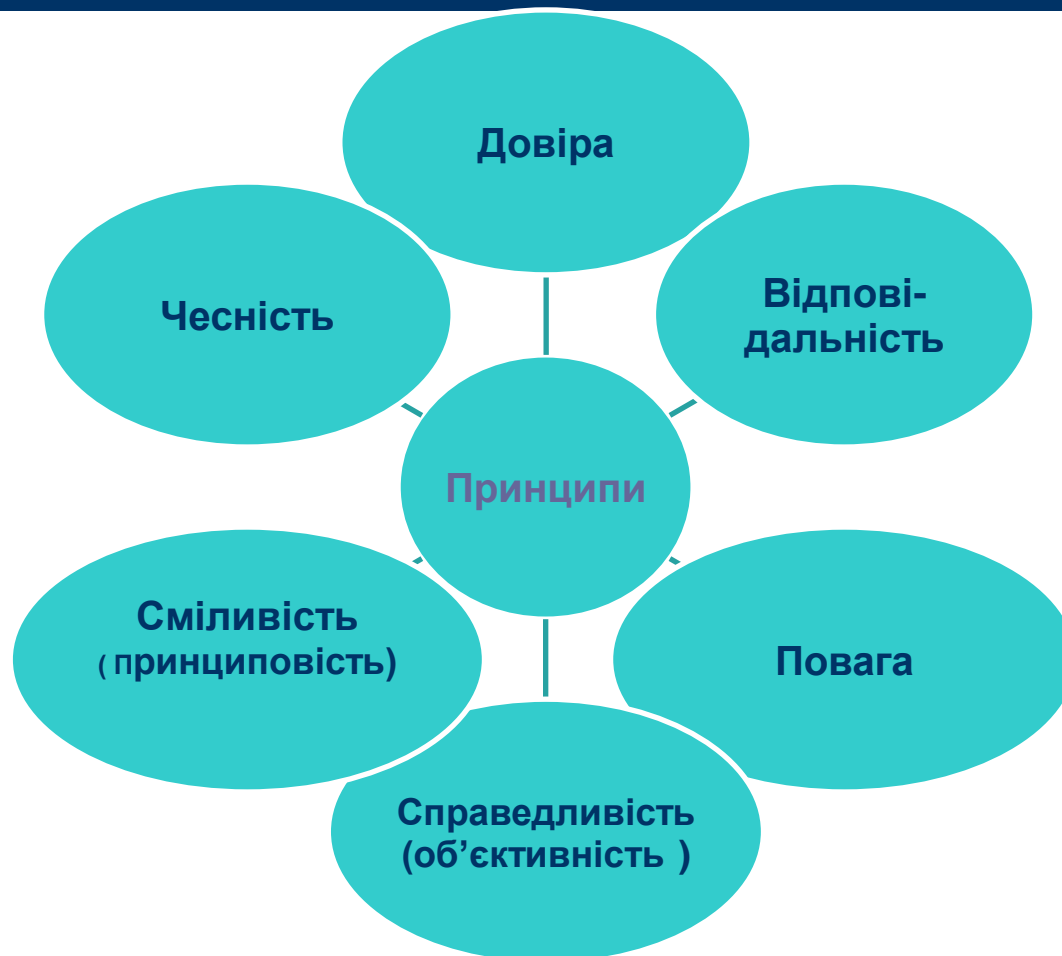 Довіра
Чесність
Відпові-
дальність
Принципи
Сміливість
( Принциповість)
Повага
Справедливість
(об’єктивність )